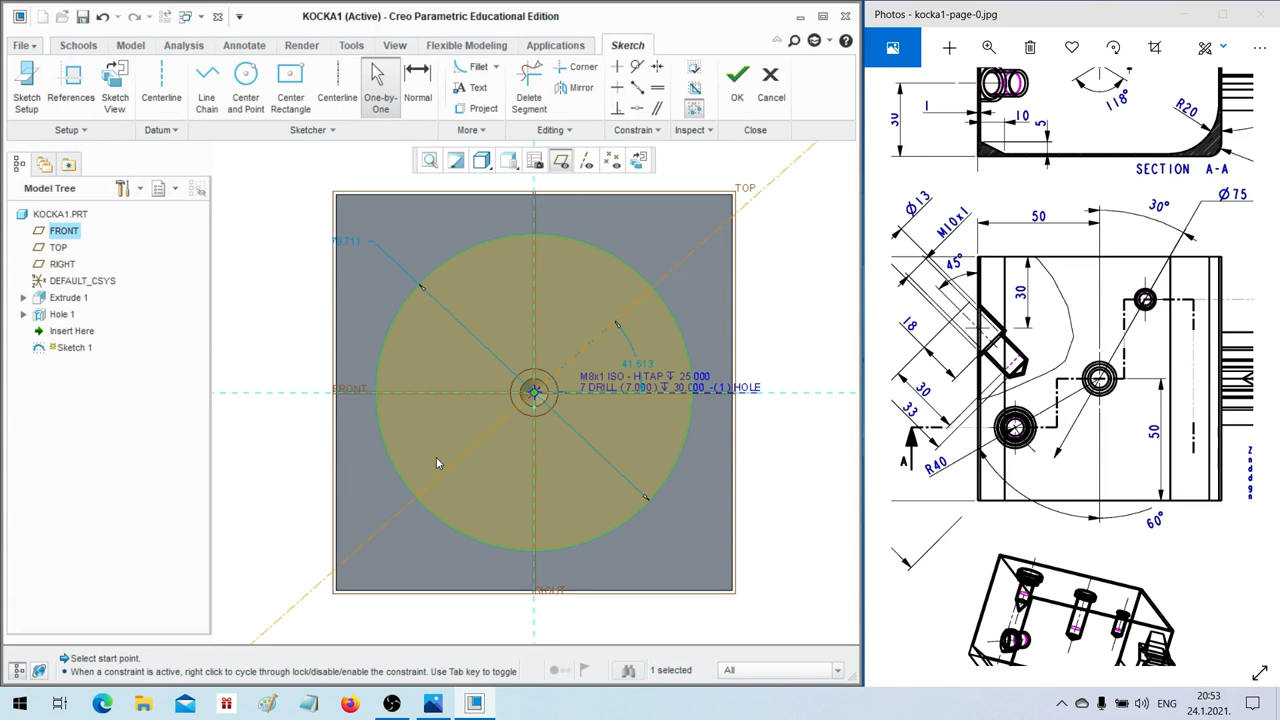 KOCKA1 (Active) - Creo Parametric Educational Edition
File
Schools
Model
Analysis
Annotate
Render
Tools
View
Flexible Modeling
Applications
Sketch
Sketch Setup
References
Sketch View
Centerline
Line Chain
Center and Point
Center Rectangle
Centerline
One-by-One
Normal
Fillet
Text
Project
Delete Segment
Corner
Mirror
OK
Cancel
Setup
Datum
Sketcher
More
Editing
Constrain
Inspect
Close
Model Tree
KOCKA1.PRT
FRONT
TOP
RIGHT
DEFAULT_CSYS
Extrude 1
Hole 1
Insert Here
Sketch 1
TOP
9.711
41.613
M8x1 ISO - H TAP ↧ 25.000
7 DRILL (7.000) ↧ 30.000 -(1) HOLE
FRONT
Select start point.
When a constraint is active, right click to cycle through lock/disable/enable the constraint. Use Tab key to toggle
1 selected
All
Photos - kocka1-page-0.jpg
118°
R20
30
1
10
5
SECTION A-A
Ø13
M10x1
50
30°
Ø75
45°
30
18
30
33
50
A
R40
60°
ENG
20:53
24.1.2021.